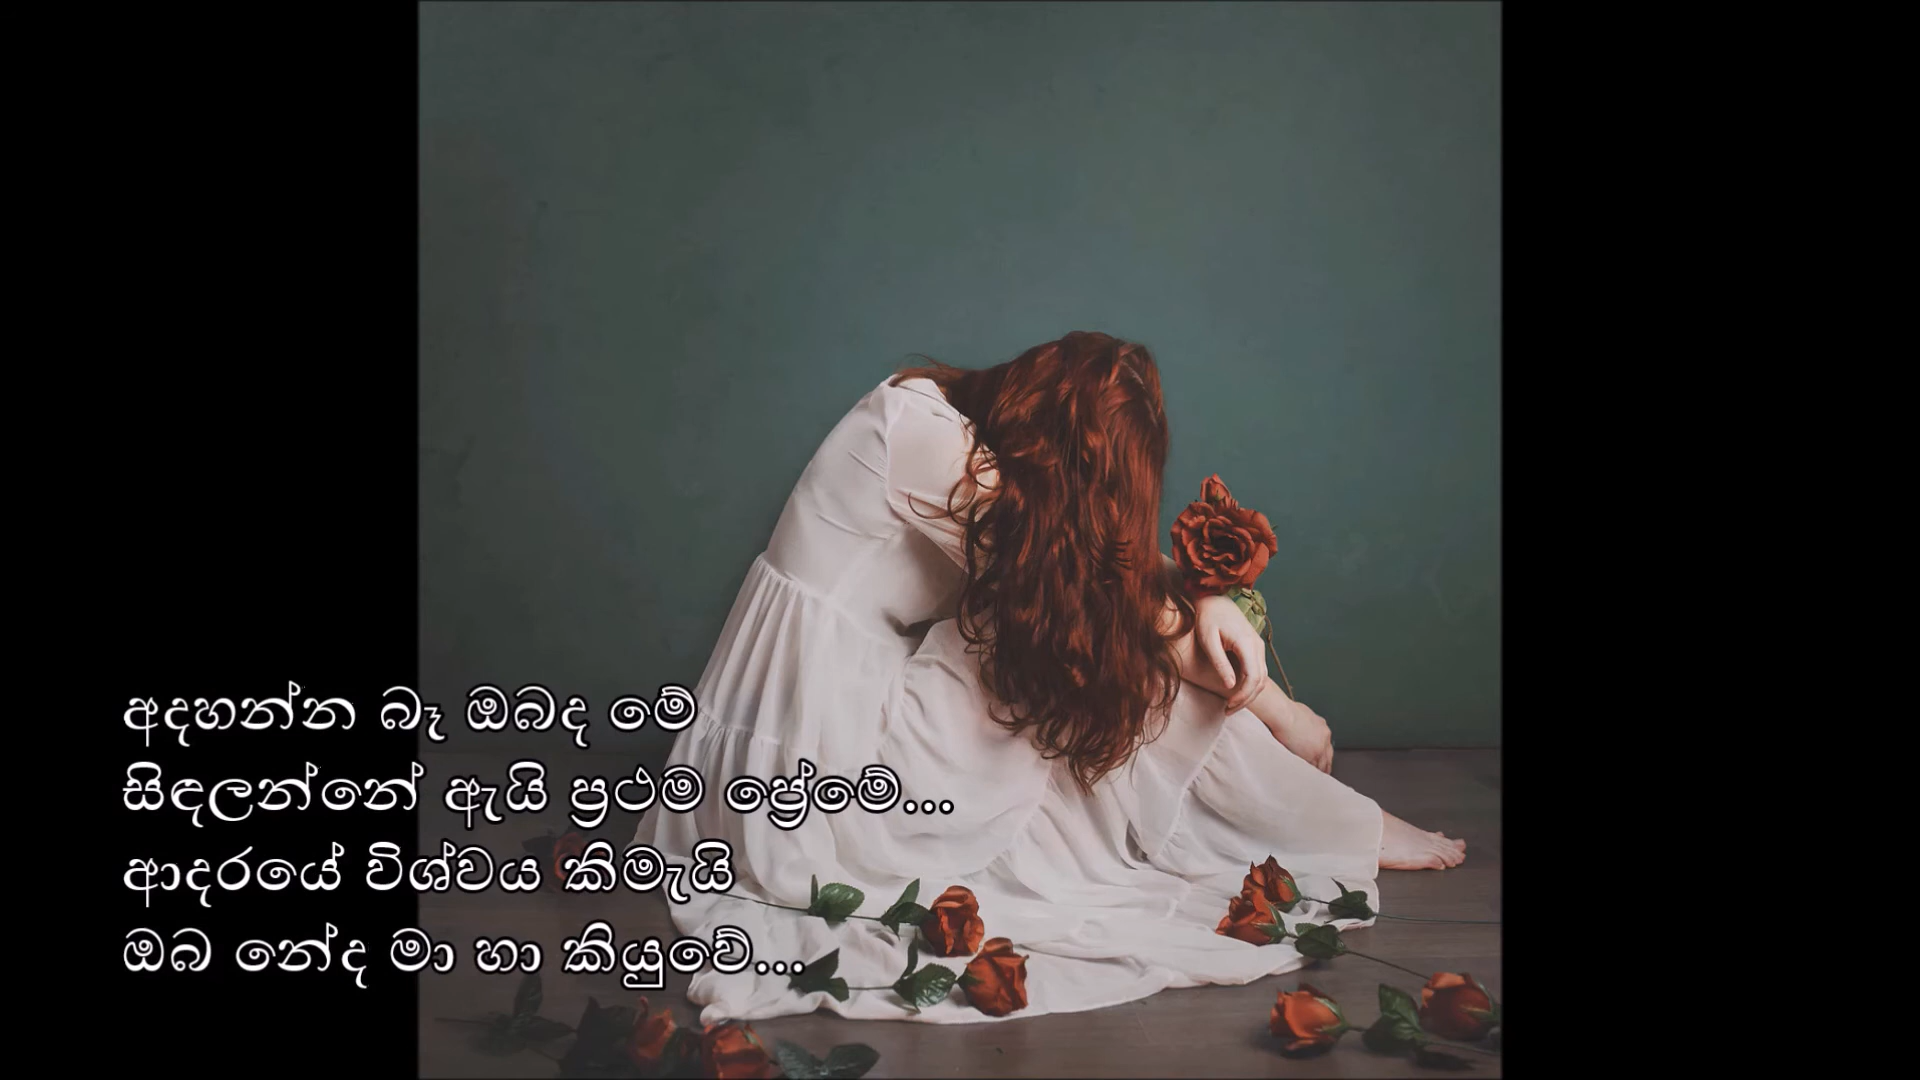 අදහන්න බෑ ඔබද මේ
සිඳලන්නේ ඇයි ප්‍රථම ප්‍රේමේ...
ආදරයේ විශ්වය කිමැයි
ඔබ නේද මා හා කියුවේ...